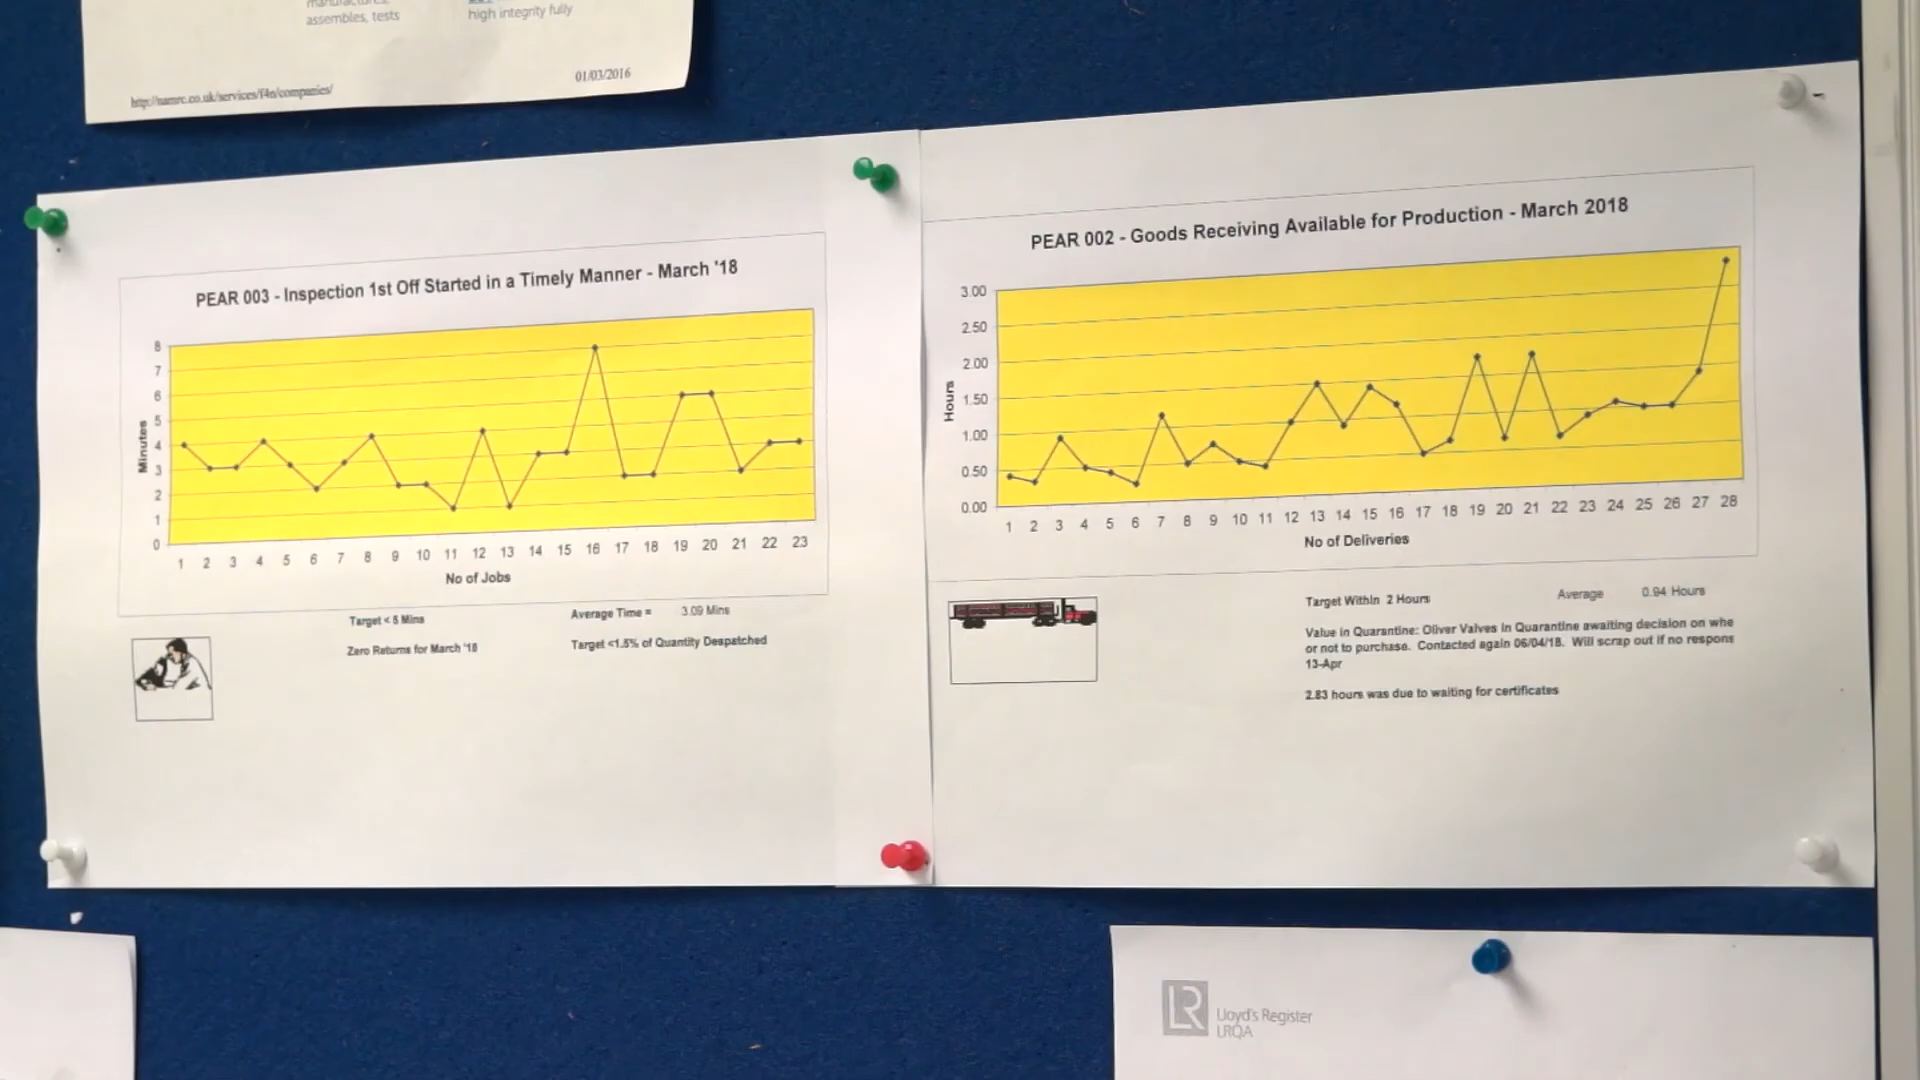 assembles, tests
high integrity fully
01/03/2016
http://namrc.co.uk/services/f4n/companies/
PEAR 003 - Inspection 1st Off Started in a Timely Manner - March '18
8
7
6
5
4
3
2
1
0
Minutes
1 2 3 4 5 6 7 8 9 10 11 12 13 14 15 16 17 18 19 20 21 22 23
No of Jobs
Target < 5 Mins
Average Time = 3.09 Mins
Zero Returns for March '18
Target <1.5% of Quantity Despatched
PEAR 002 - Goods Receiving Available for Production - March 2018
3.00
2.50
2.00
1.50
1.00
0.50
0.00
Hours
1 2 3 4 5 6 7 8 9 10 11 12 13 14 15 16 17 18 19 20 21 22 23 24 25 26 27 28
No of Deliveries
Target Within 2 Hours
Average 0.94 Hours
Value in Quarantine: Oliver Valves in Quarantine awaiting decision on whe
or not to purchase. Contacted again 06/04/18. Will scrap out if no respons
13-Apr
2.83 hours was due to waiting for certificates
LR
Lloyd's Register
LRQA